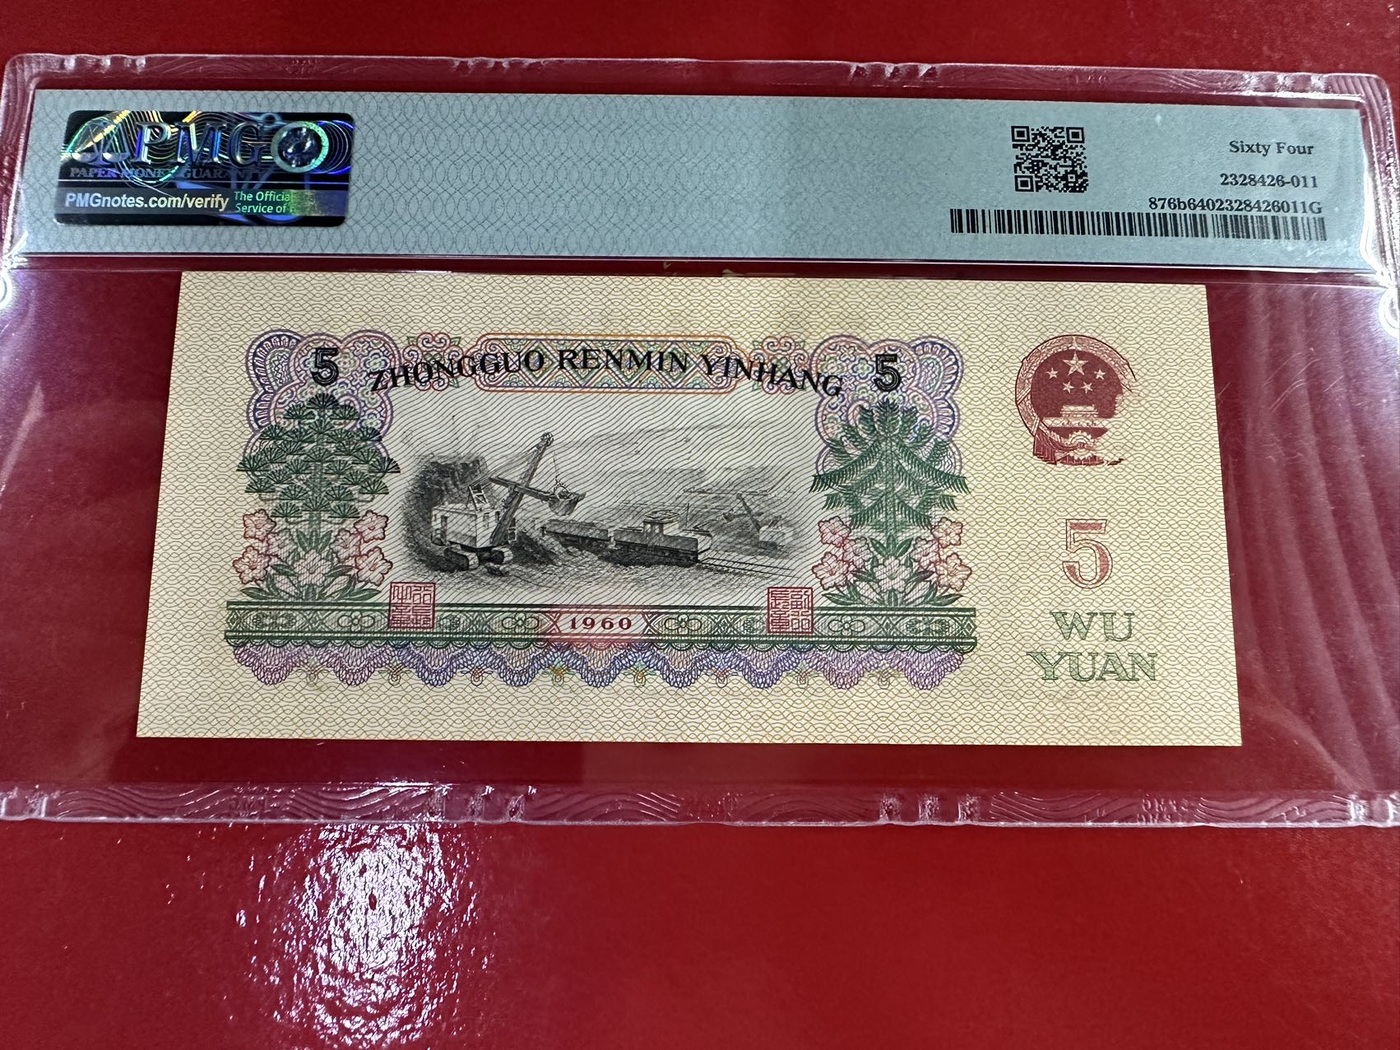 PMG
PAPER MONEY GUARAN
PMGnotes.com/verify
The Official
Service of
Sixty Four
2328426-011
876b6402328426011G
5 ZHONGGUO RENMIN YINHANG 5
5
1960
WU
YUAN